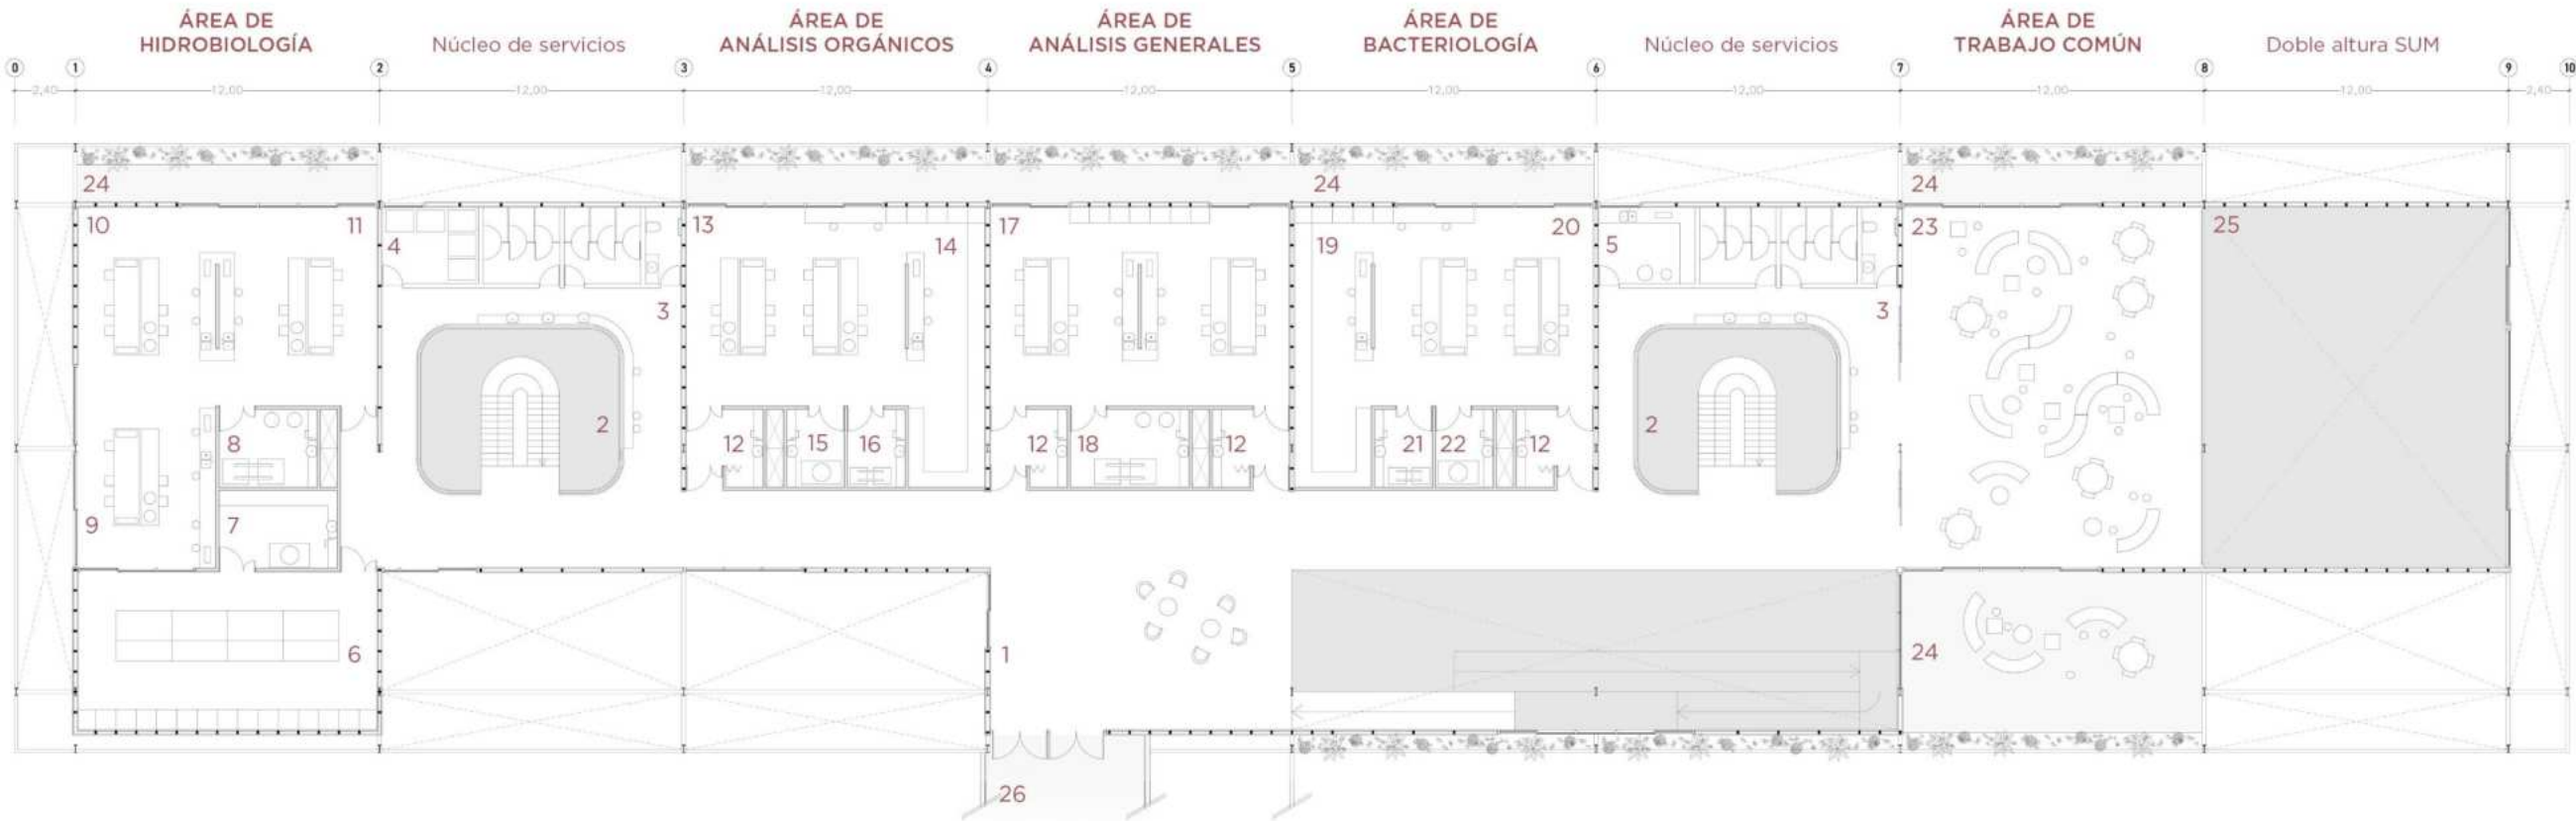 ÁREA DE
HIDROBIOLOGÍA
Núcleo de servicios
ÁREA DE
ANÁLISIS ORGÁNICOS
ÁREA DE
ANÁLISIS GENERALES
ÁREA DE
BACTERIOLOGÍA
Núcleo de servicios
ÁREA DE
TRABAJO COMÚN
Doble altura SUM
0 1 2 3 4 5 6 7 8 9 10
2,40 12,00 12,00 12,00 12,00 12,00 12,00 12,00 12,00 2,40
24 24 24
10 11 4 13 14 17 19 20 5 23 25
3 3
2 2
8 12 15 16 12 18 12 21 22 12
9 7
6 1 24
26